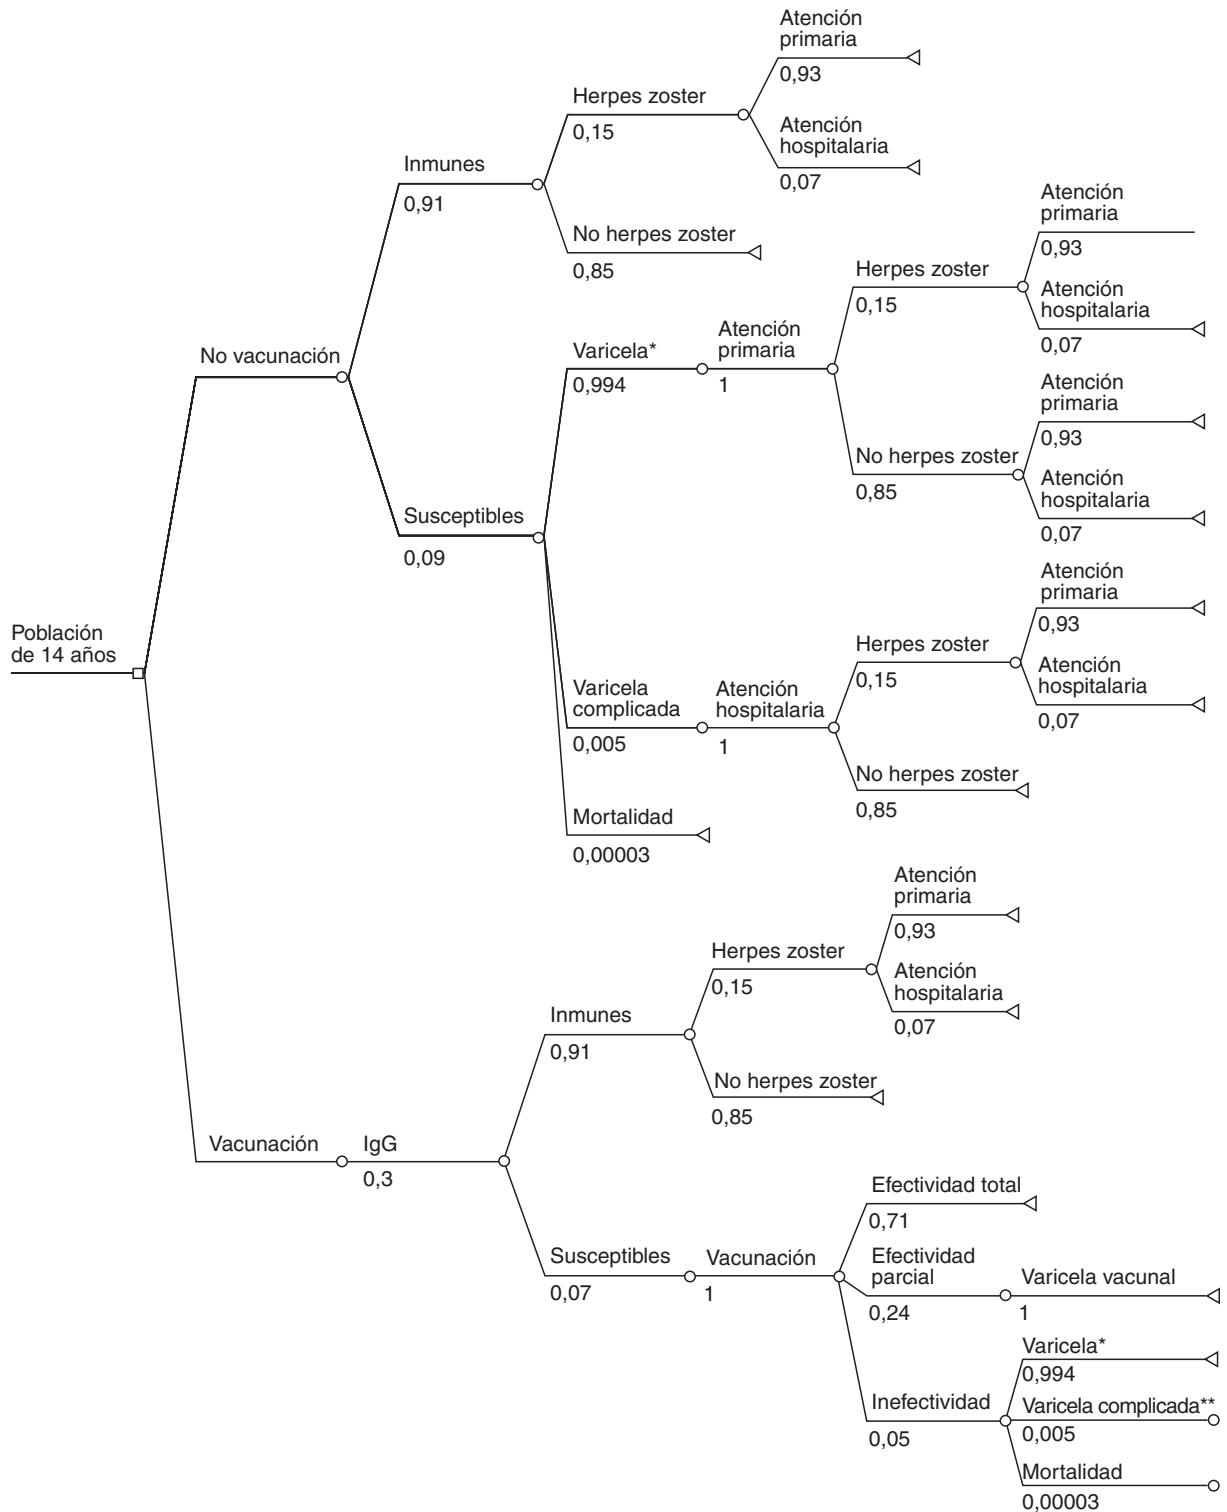 Atención
primaria
0,93
Herpes zoster
0,15
Atención
hospitalaria
0,07
Inmunes
0,91
No herpes zoster
0,85
Atención
primaria
0,93
Herpes zoster
0,15
Atención
hospitalaria
0,07
No vacunación
Varicela*
0,994
Atención
primaria
1
Atención
primaria
0,93
No herpes zoster
0,85
Atención
hospitalaria
0,07
Susceptibles
0,09
Atención
primaria
0,93
Herpes zoster
0,15
Atención
hospitalaria
0,07
Población
de 14 años
Varicela
complicada
0,005
Atención
hospitalaria
1
No herpes zoster
0,85
Mortalidad
0,00003
Atención
primaria
0,93
Herpes zoster
0,15
Atención
hospitalaria
0,07
Inmunes
0,91
No herpes zoster
0,85
Vacunación
IgG
0,3
Efectividad total
0,71
Susceptibles
0,07
Vacunación
1
Efectividad
parcial
0,24
Varicela vacunal
1
Varicela*
0,994
Inefectividad
0,05
Varicela complicada**
0,005
Mortalidad
0,00003